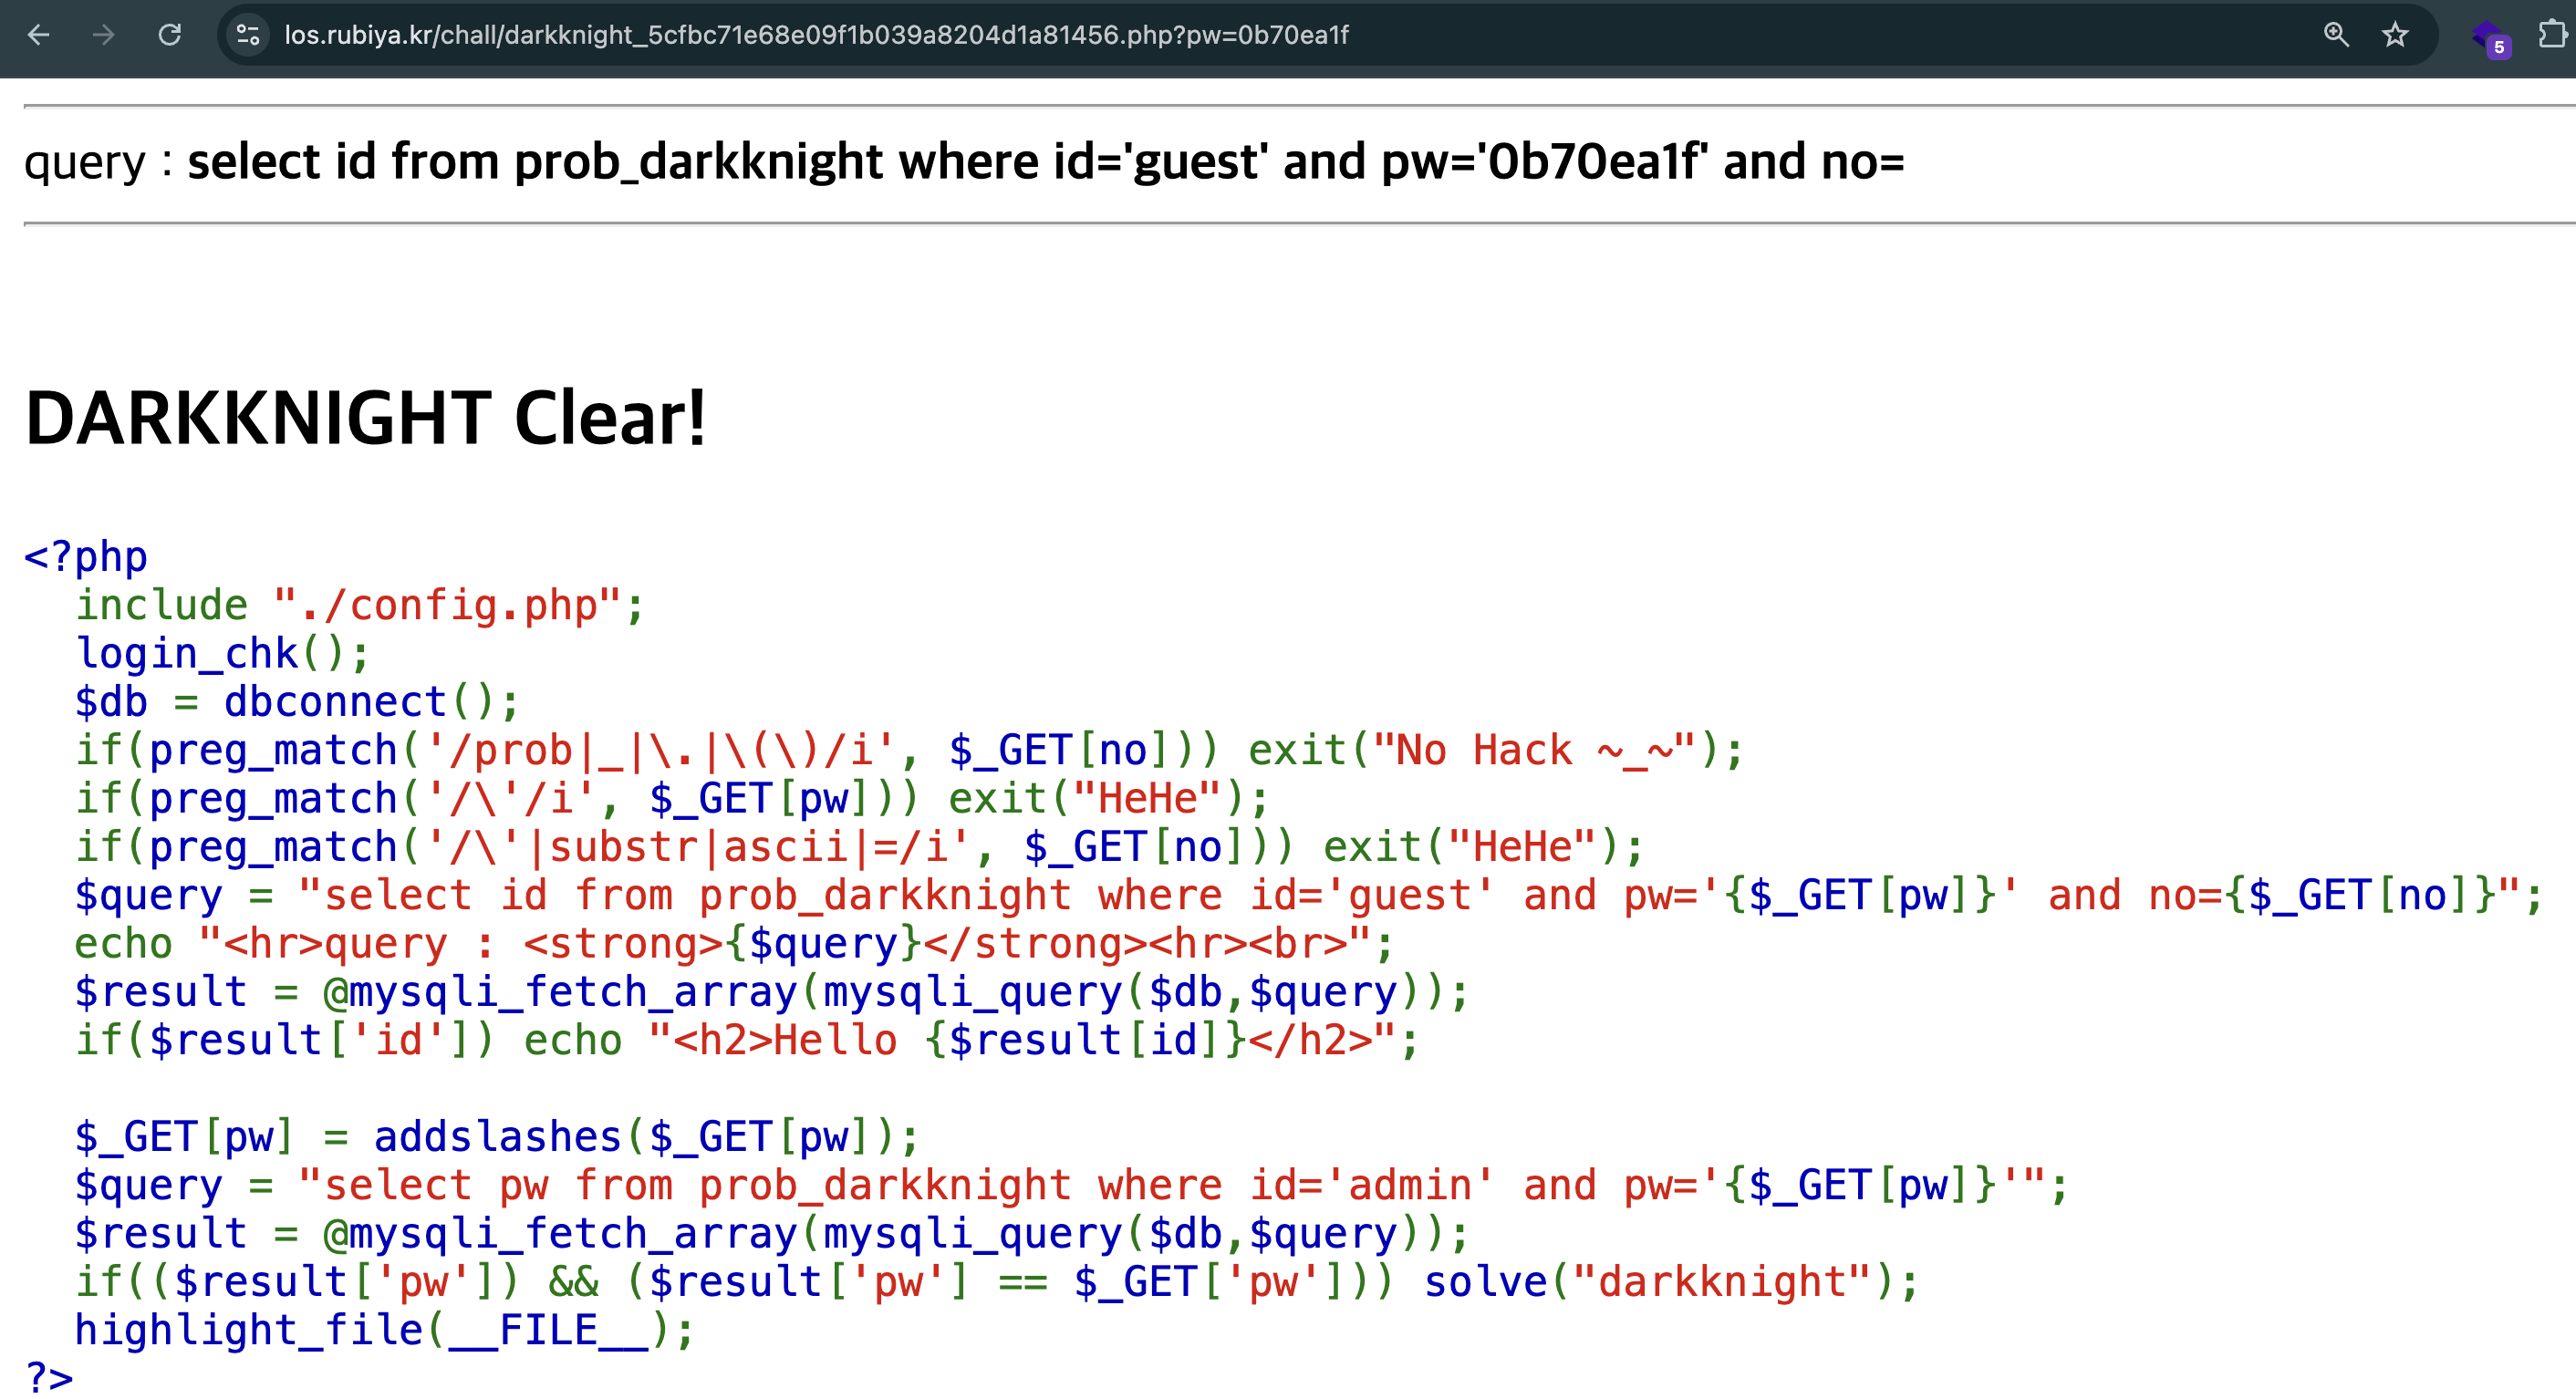 los.rubiya.kr/chall/darkknight_5cfbc71e68e09f1b039a8204d1a81456.php?pw=0b70ea1f
5
query : select id from prob_darkknight where id='guest' and pw='0b70ea1f' and no=
DARKKNIGHT Clear!
<?php
  include "./config.php";
  login_chk();
  $db = dbconnect();
  if(preg_match('/prob|_|\.|\(\)/i', $_GET[no])) exit("No Hack ~_~");
  if(preg_match('/\'/i', $_GET[pw])) exit("HeHe");
  if(preg_match('/\'|substr|ascii|=/i', $_GET[no])) exit("HeHe");
  $query = "select id from prob_darkknight where id='guest' and pw='{$_GET[pw]}' and no={$_GET[no]}";
  echo "<hr>query : <strong>{$query}</strong><hr><br>";
  $result = @mysqli_fetch_array(mysqli_query($db,$query));
  if($result['id']) echo "<h2>Hello {$result[id]}</h2>";
  $_GET[pw] = addslashes($_GET[pw]);
  $query = "select pw from prob_darkknight where id='admin' and pw='{$_GET[pw]}'";
  $result = @mysqli_fetch_array(mysqli_query($db,$query));
  if(($result['pw']) && ($result['pw'] == $_GET['pw'])) solve("darkknight");
  highlight_file(__FILE__);
?>